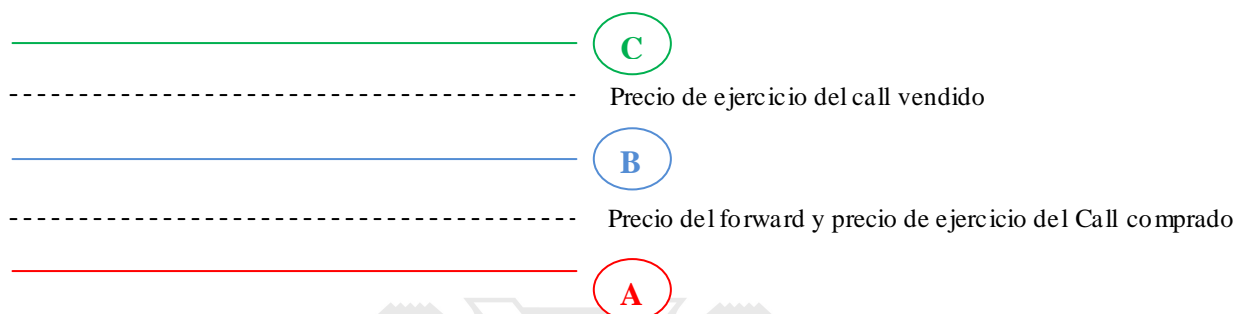 C
Precio de ejercicio del call vendido
B
Precio del forward y precio de ejercicio del Call comprado
A